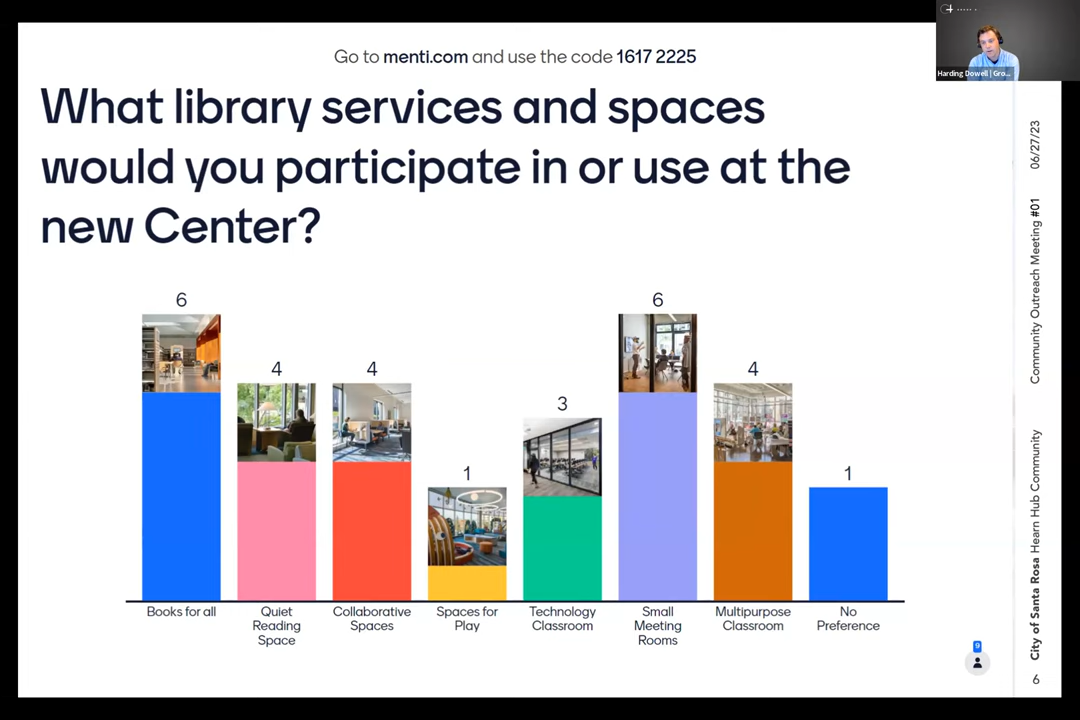 Go to menti.com and use the code 1617 2225
What library services and spaces
would you participate in or use at the
new Center?
6
4
4
1
3
6
4
1
Books for all
Quiet
Reading
Space
Collaborative
Spaces
Spaces for
Play
Technology
Classroom
Small
Meeting
Rooms
Multipurpose
Classroom
No
Preference
9
Harding Dowell | Gro...
City of Santa Rosa Hearn Hub Community
Community Outreach Meeting #01
06/27/23
6